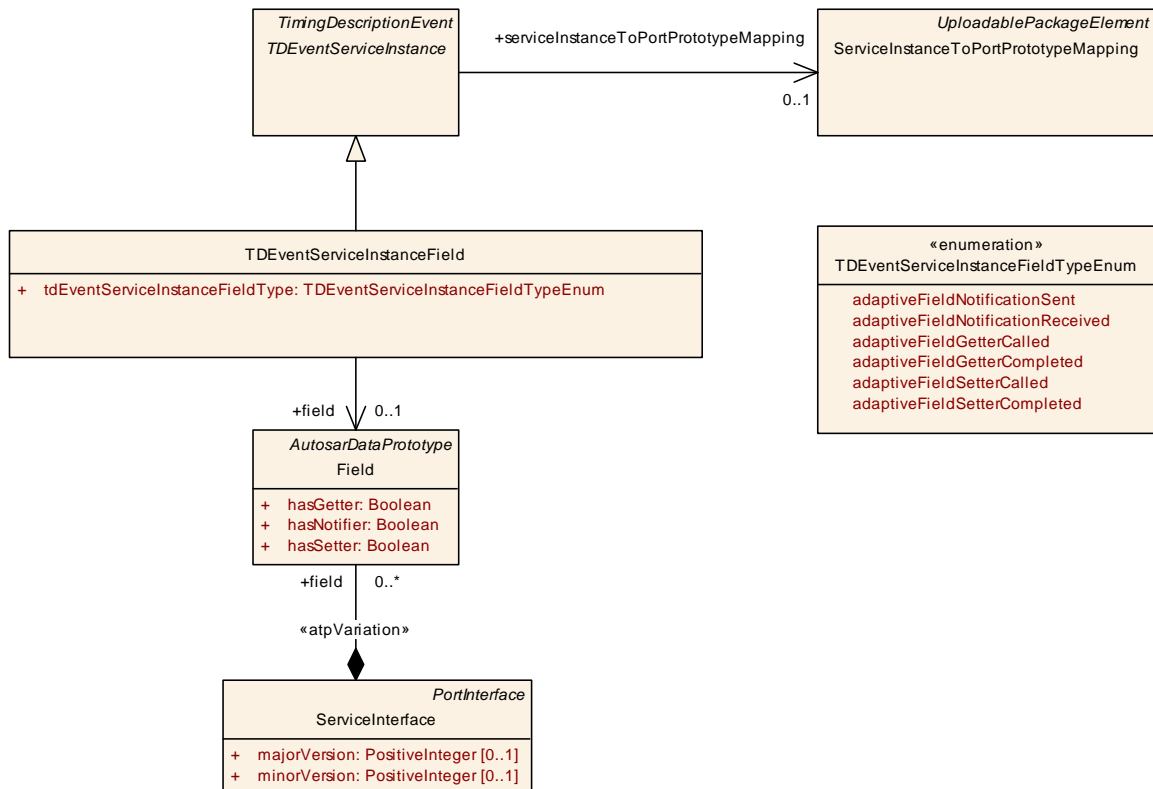 TimingDescriptionEvent
TDEventServiceInstance
+serviceInstanceToPortPrototypeMapping
0..1
UploadablePackageElement
ServiceInstanceToPortPrototypeMapping
TDEventServiceInstanceField
+ tdEventServiceInstanceFieldType: TDEventServiceInstanceFieldTypeEnum
«enumeration»
TDEventServiceInstanceFieldTypeEnum
adaptiveFieldNotificationSent
adaptiveFieldNotificationReceived
adaptiveFieldGetterCalled
adaptiveFieldGetterCompleted
adaptiveFieldSetterCalled
adaptiveFieldSetterCompleted
+field 0..1
AutosarDataPrototype
Field
+ hasGetter: Boolean
+ hasNotifier: Boolean
+ hasSetter: Boolean
+field 0..*
«atpVariation»
PortInterface
ServiceInterface
+ majorVersion: PositiveInteger [0..1]
+ minorVersion: PositiveInteger [0..1]